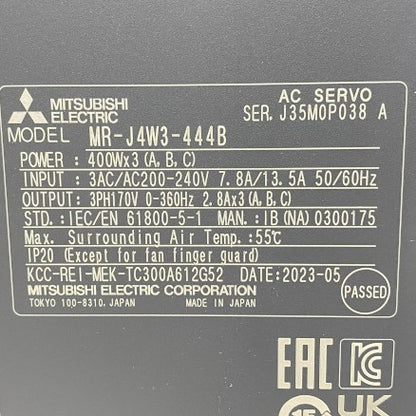 MITSUBISHI
ELECTRIC
AC SERVO
SER. J35M0P038 A
MODEL MR-J4W3-444B
POWER : 400Wx3 (A, B, C)
INPUT : 3AC/AC200-240V 7.8A/13.5A 50/60Hz
OUTPUT: 3PH170V 0-360Hz 2.8Ax3 (A, B, C)
STD.: IEC/EN 61800-5-1 MAN.: IB (NA) 0300175
Max. Surrounding Air Temp.: 55℃
IP20 (Except for fan finger guard)
KCC-REI-MEK-TC300A612G52 DATE: 2023-05
MITSUBISHI ELECTRIC CORPORATION
TOKYO 100-8310, JAPAN MADE IN JAPAN
PASSED
EAC
UK